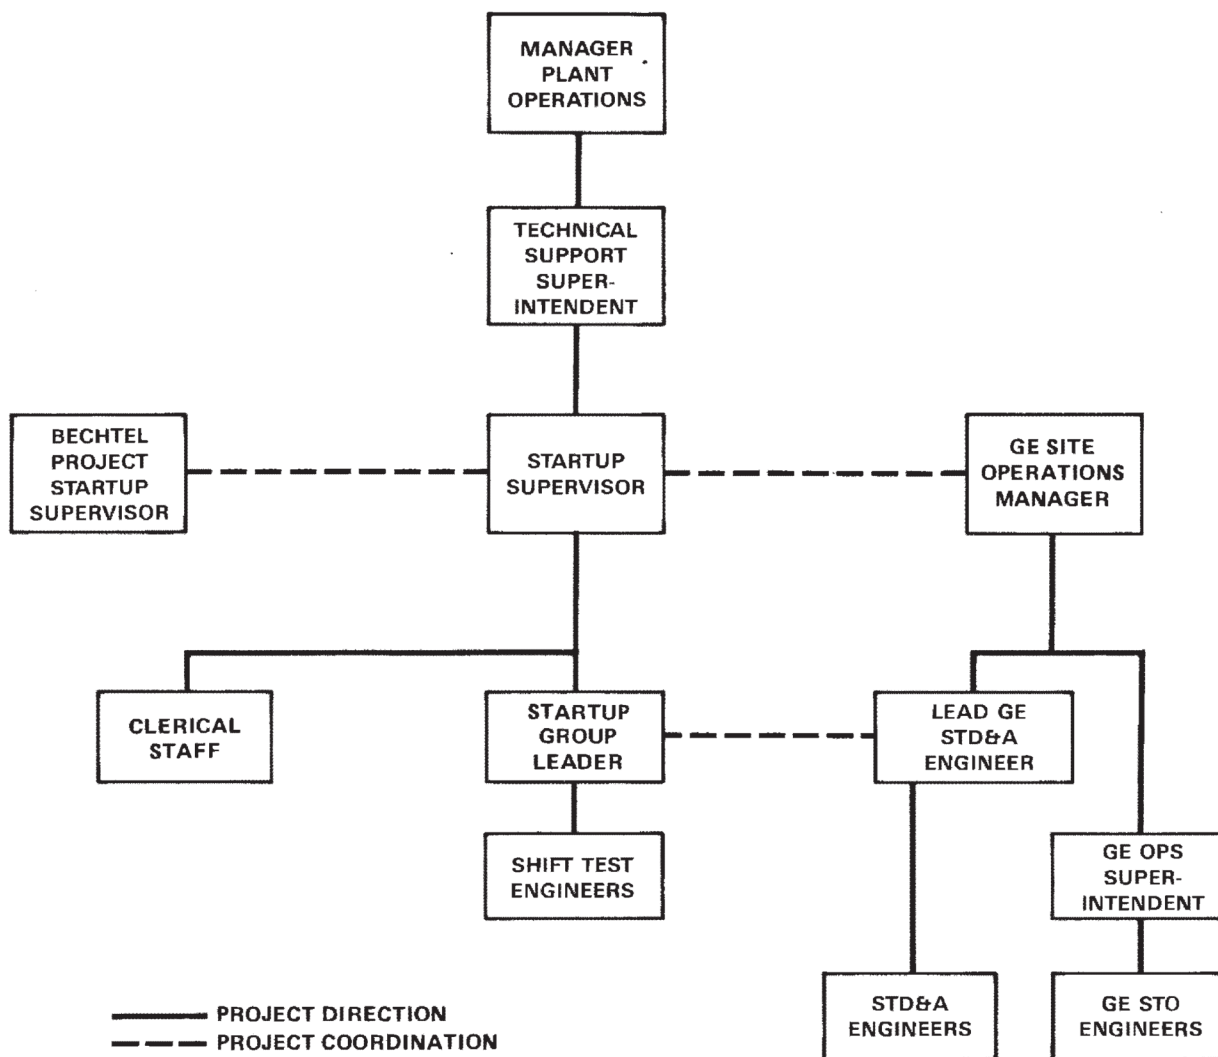 MANAGER
PLANT
OPERATIONS
TECHNICAL
SUPPORT
SUPER-
INTENDENT
BECHTEL
PROJECT
STARTUP
SUPERVISOR
STARTUP
SUPERVISOR
GE SITE
OPERATIONS
MANAGER
CLERICAL
STAFF
STARTUP
GROUP
LEADER
LEAD GE
STD&A
ENGINEER
SHIFT TEST
ENGINEERS
GE OPS
SUPER-
INTENDENT
STD&A
ENGINEERS
GE STO
ENGINEERS
PROJECT DIRECTION
PROJECT COORDINATION